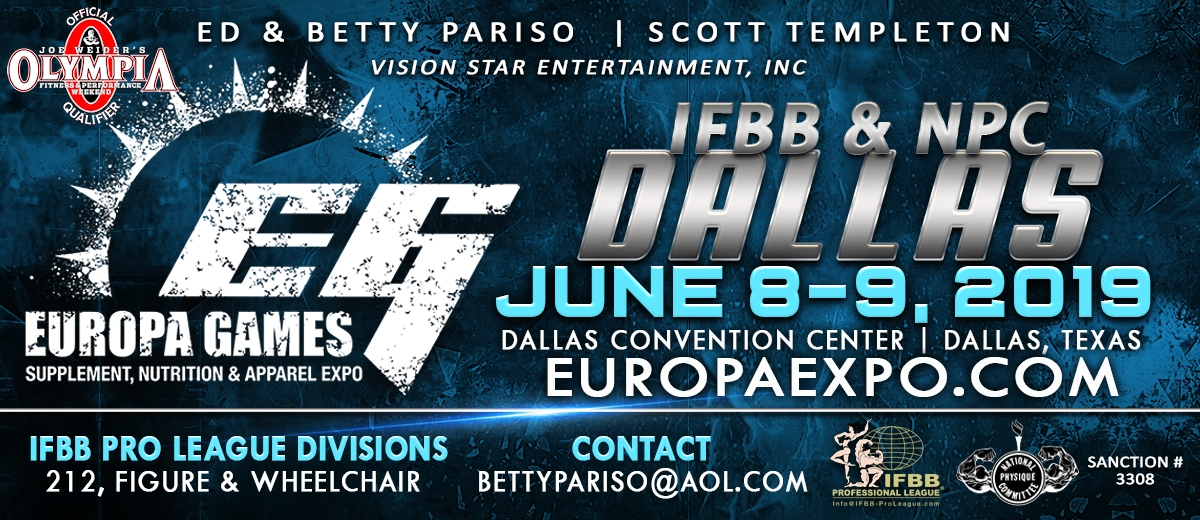 OFFICIAL
JOE WEIDER'S
OLYMPIA
FITNESS & PERFORMANCE
WEEKEND
QUALIFIER
ED & BETTY PARISO | SCOTT TEMPLETON
VISION STAR ENTERTAINMENT, INC
IFBB & NPC
DALLAS
JUNE 8-9, 2019
DALLAS CONVENTION CENTER | DALLAS, TEXAS
EUROPAEXPO.COM
EG
EUROPA GAMES
SUPPLEMENT, NUTRITION & APPAREL EXPO
IFBB PRO LEAGUE DIVISIONS
212, FIGURE & WHEELCHAIR
CONTACT
BETTYPARISO@AOL.COM
IFBB
PROFESSIONAL LEAGUE
Info@IFBB-ProLeague.com
NATIONAL
PHYSIQUE
COMMITTEE
SANCTION #
3308